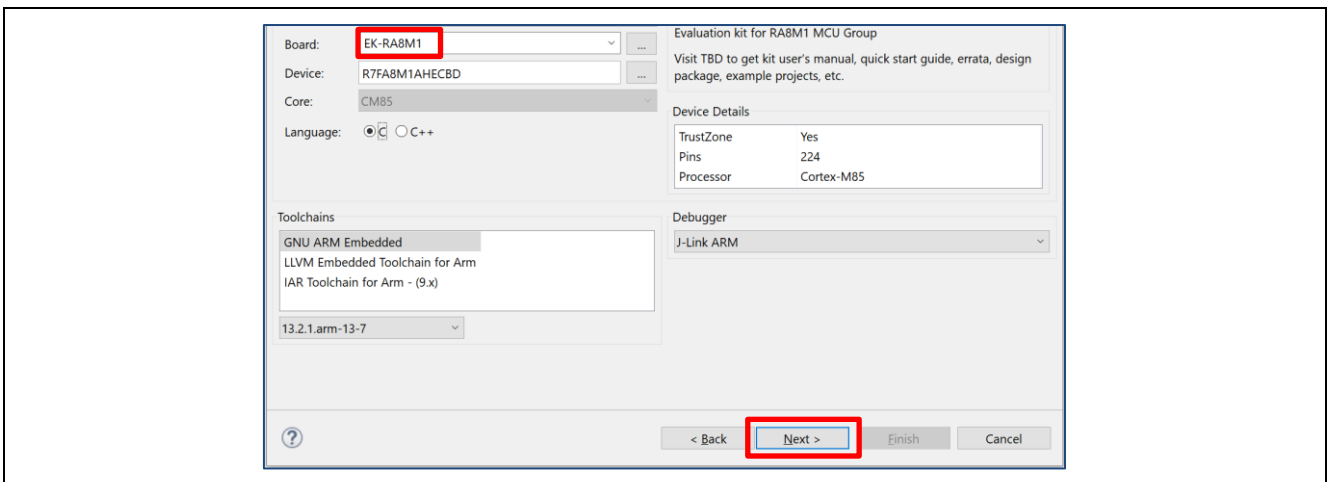 Board:
EK-RA8M1
...
Device:
R7FA8M1AHECBD
...
Core:
CM85
Language:
C
C++
Evaluation kit for RA8M1 MCU Group
Visit TBD to get kit user's manual, quick start guide, errata, design
package, example projects, etc.
Device Details
TrustZone Yes
Pins 224
Processor Cortex-M85
Toolchains
GNU ARM Embedded
LLVM Embedded Toolchain for Arm
IAR Toolchain for Arm - (9.x)
13.2.1.arm-13-7
Debugger
J-Link ARM
?
< Back
Next >
Finish
Cancel